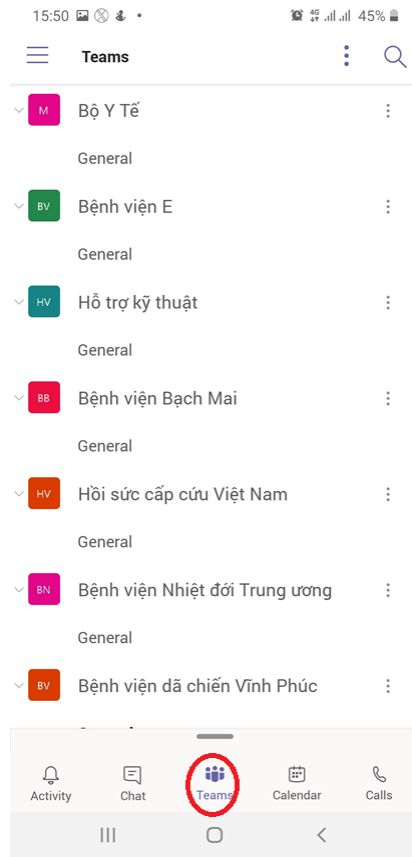 15:50 4G 45%
Teams
M Bộ Y Tế
General
BV Bệnh viện E
General
HV Hỗ trợ kỹ thuật
General
BB Bệnh viện Bạch Mai
General
HV Hồi sức cấp cứu Việt Nam
General
BN Bệnh viện Nhiệt đới Trung ương
General
BV Bệnh viện dã chiến Vĩnh Phúc
Activity Chat Teams Calendar Calls